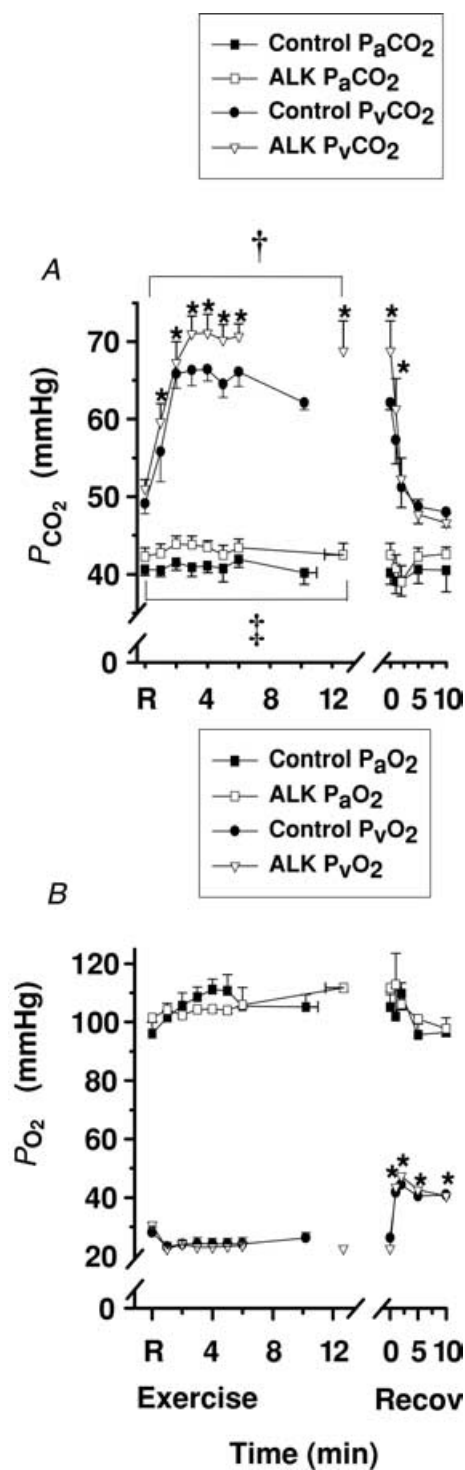 Control PaCO2
ALK PaCO2
Control PvCO2
ALK PvCO2
†
A
* * * * * * * * *
70
60
50
40
0
PCO2 (mmHg)
‡
R 4 8 12 0 5 10
Control PaO2
ALK PaO2
Control PvO2
ALK PvO2
B
120
100
80
60
40
20
0
PO2 (mmHg)
* * * *
R 4 8 12 0 5 10
Exercise Recov
Time (min)